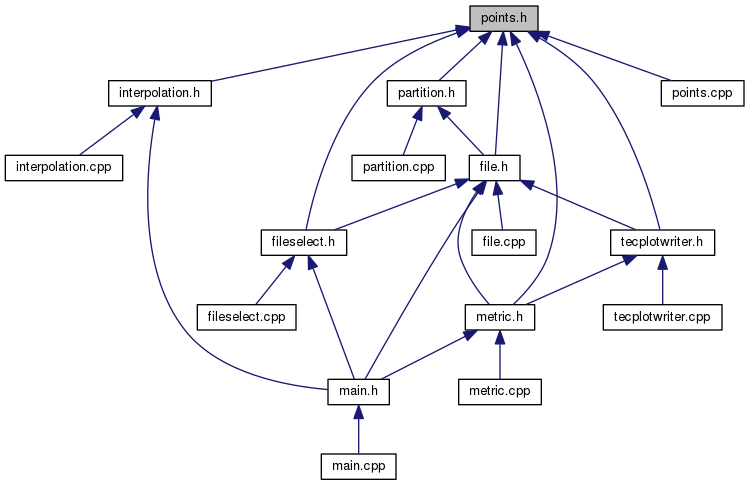 points.h
interpolation.h
partition.h
points.cpp
interpolation.cpp
partition.cpp
file.h
fileselect.h
file.cpp
tecplotwriter.h
fileselect.cpp
metric.h
tecplotwriter.cpp
main.h
metric.cpp
main.cpp